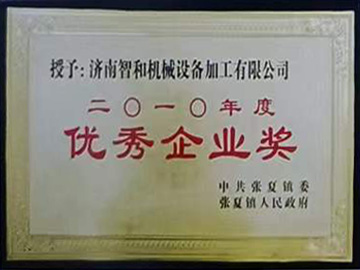 授予：济南智和机械设备加工有限公司
二〇一〇年度
优秀企业奖
中共张夏镇委
张夏镇人民政府